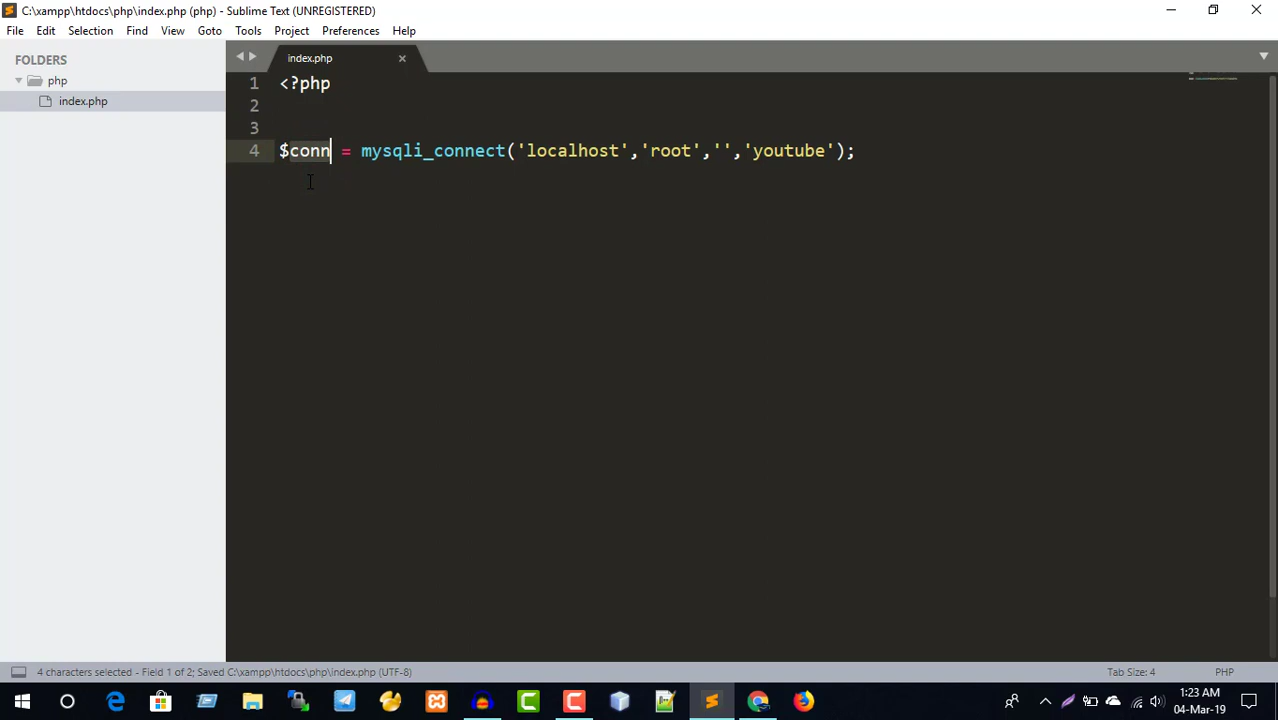 C:\xampp\htdocs\php\index.php (php) - Sublime Text (UNREGISTERED)
File Edit Selection Find View Goto Tools Project Preferences Help
FOLDERS
php
index.php
index.php
1 <?php
2
3
4 $conn = mysqli_connect('localhost','root','','youtube');
4 characters selected - Field 1 of 2; Saved C:\xampp\htdocs\php\index.php (UTF-8)
Tab Size: 4
PHP
1:23 AM
04-Mar-19